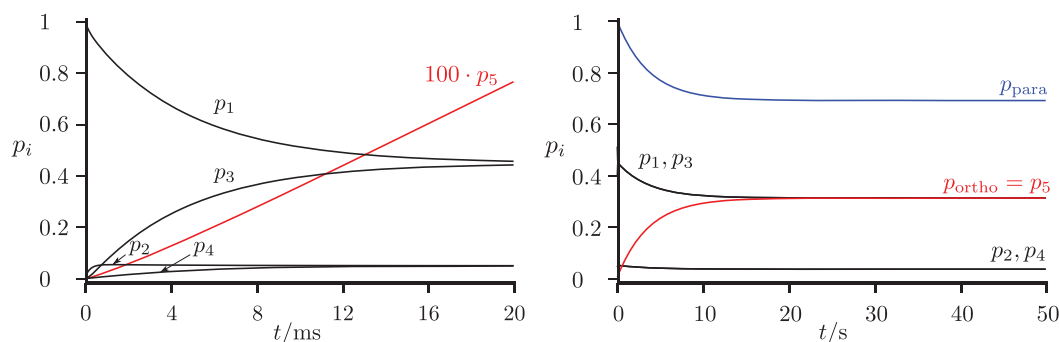 1
0.8
0.6
0.4
0.2
0
p_i
100 · p_5
p_1
p_3
p_2
p_4
0 4 8 12 16 20
t/ms
1
0.8
0.6
0.4
0.2
0
p_i
p_para
p_1, p_3
p_ortho = p_5
p_2, p_4
0 10 20 30 40 50
t/s